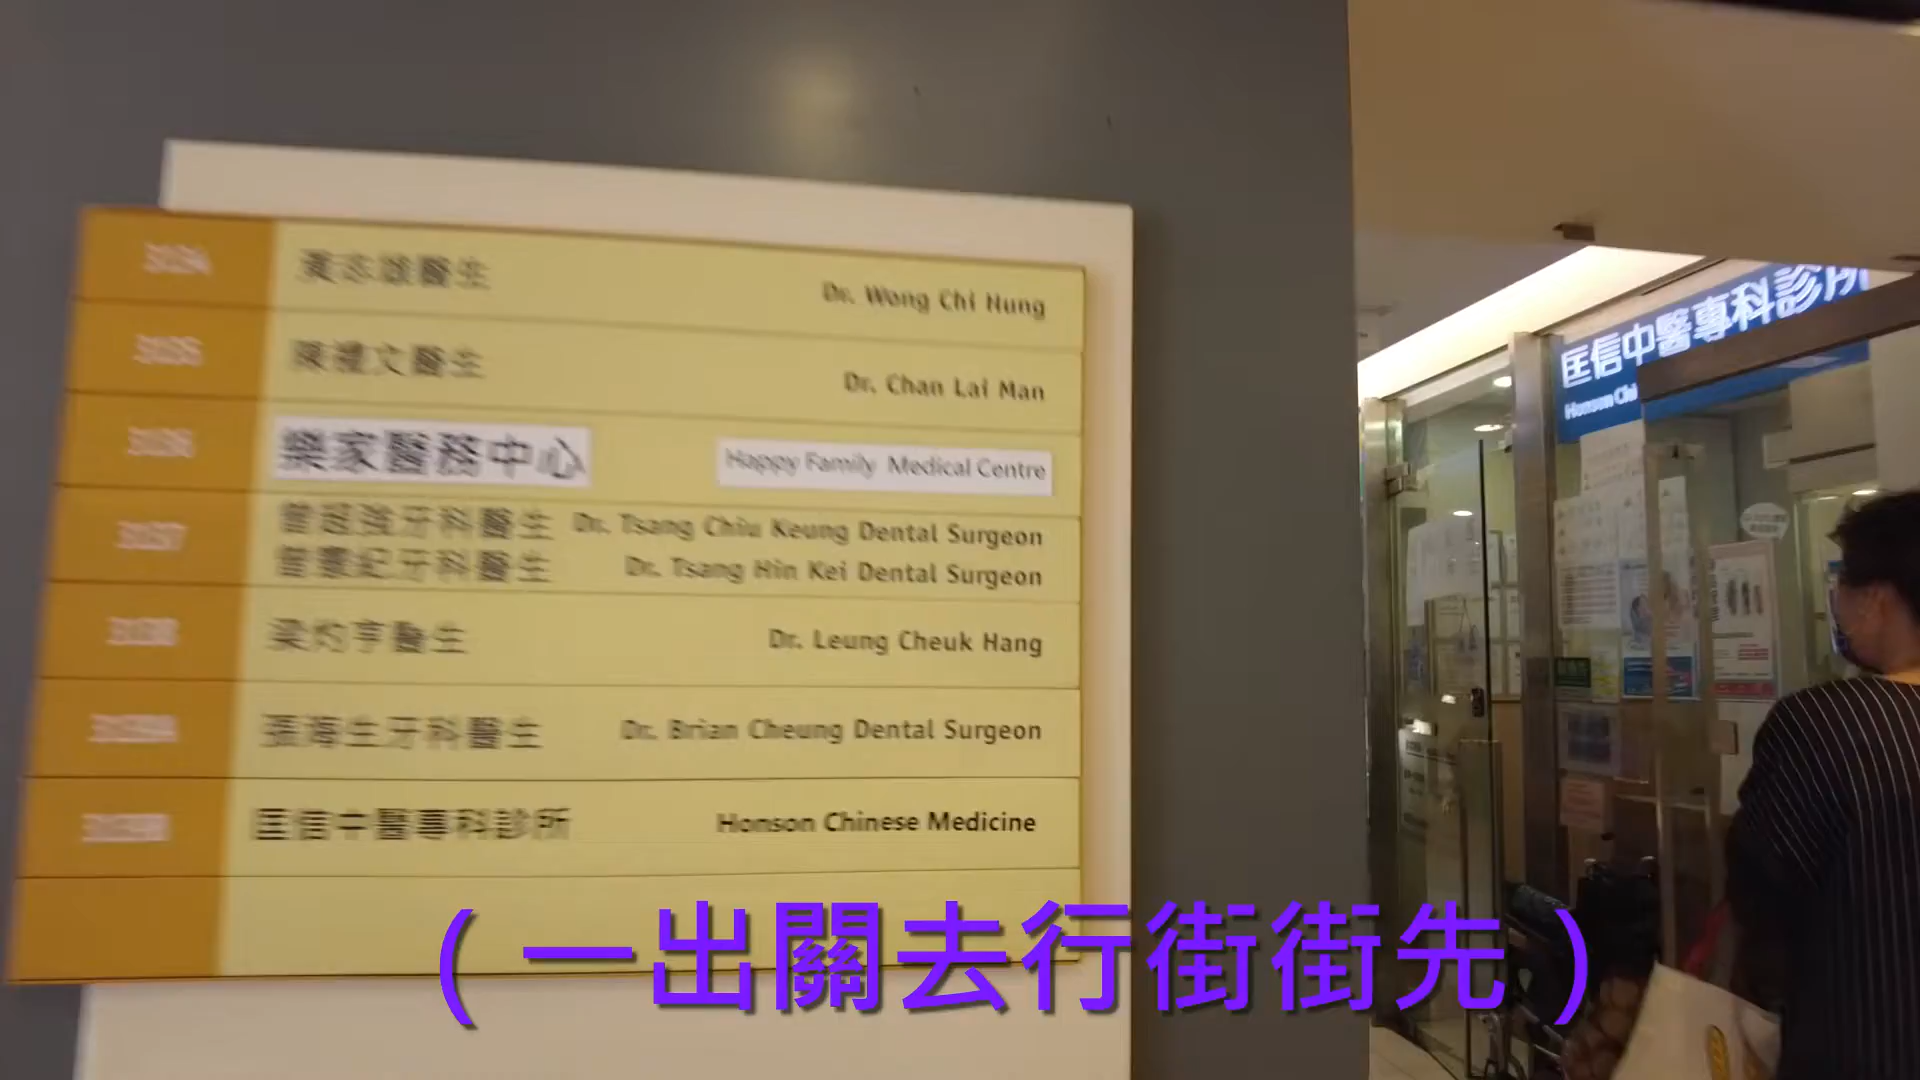 黃志雄醫生 Dr. Wong Chi Hung
陳禮文醫生 Dr. Chan Lai Man
樂家醫務中心 Happy Family Medical Centre
曾超強牙科醫生 Dr. Tsang Chiu Keung Dental Surgeon
曾憲紀牙科醫生 Dr. Tsang Hin Kei Dental Surgeon
梁灼亨醫生 Dr. Leung Cheuk Hang
張海生牙科醫生 Dr. Brian Cheung Dental Surgeon
匡信中醫專科診所 Honson Chinese Medicine
匡信中醫專科診所
Honson Chi
(一出關去行街街先)